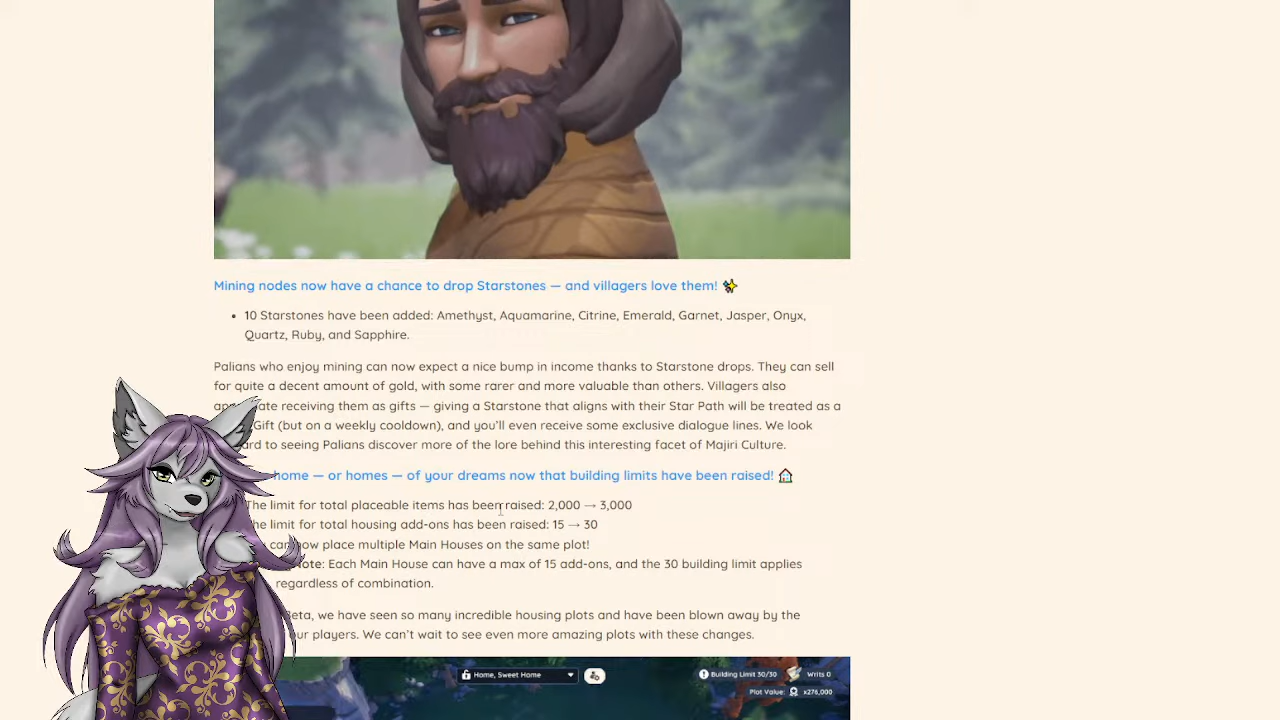 Mining nodes now have a chance to drop Starstones — and villagers love them! ✨
• 10 Starstones have been added: Amethyst, Aquamarine, Citrine, Emerald, Garnet, Jasper, Onyx,
Quartz, Ruby, and Sapphire.
Palians who enjoy mining can now expect a nice bump in income thanks to Starstone drops. They can sell
for quite a decent amount of gold, with some rarer and more valuable than others. Villagers also
receiving them as gifts — giving a Starstone that aligns with their Star Path will be treated as a
Gift (but on a weekly cooldown), and you'll even receive some exclusive dialogue lines. We look
to seeing Palians discover more of the lore behind this interesting facet of Majiri Culture.
home — or homes — of your dreams now that building limits have been raised! 🏠
The limit for total placeable items has been raised: 2,000 → 3,000
The limit for total housing add-ons has been raised: 15 → 30
can now place multiple Main Houses on the same plot!
Note: Each Main House can have a max of 15 add-ons, and the 30 building limit applies
regardless of combination.
Beta, we have seen so many incredible housing plots and have been blown away by the
players. We can't wait to see even more amazing plots with these changes.
Home, Sweet Home
Building Limit 30/30
Writs 0
Plot Value: x276,000